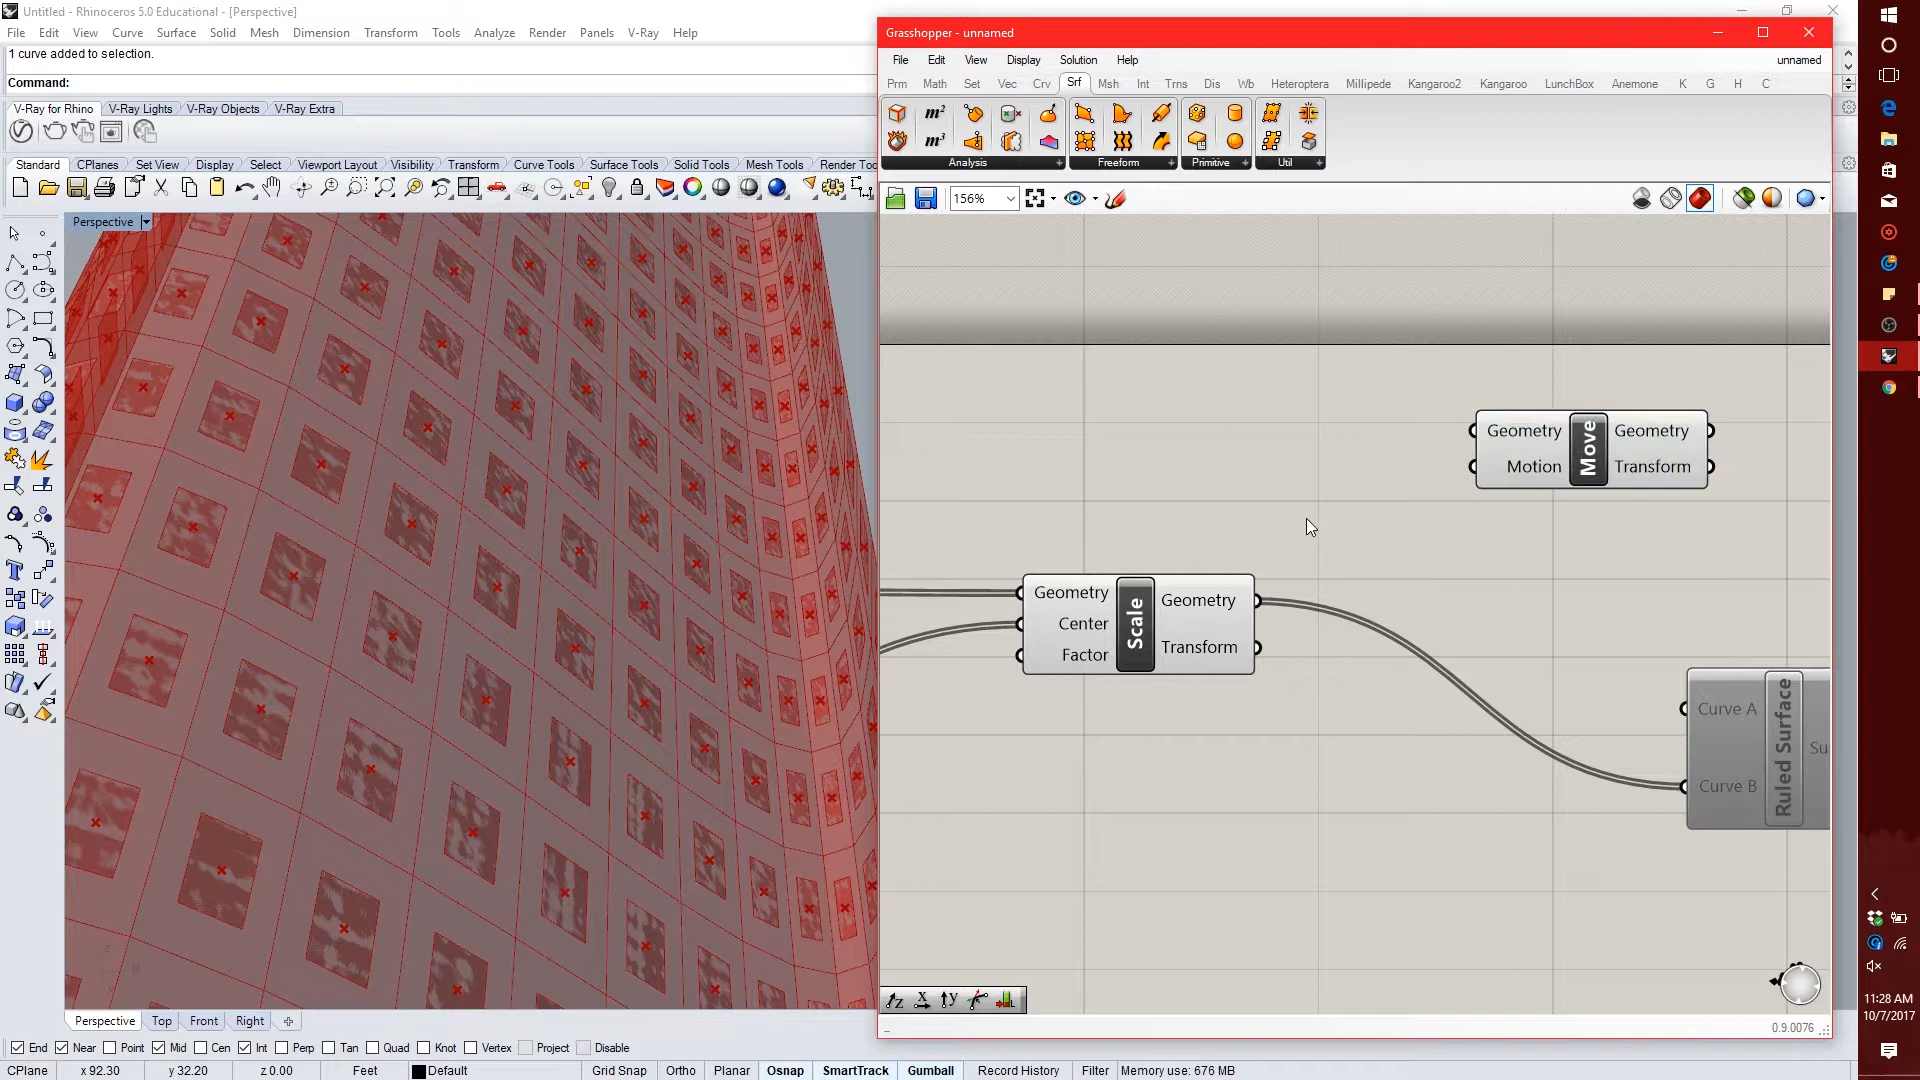 Untitled - Rhinoceros 5.0 Educational - [Perspective]
File Edit View Curve Surface Solid Mesh Dimension Transform Tools Analyze Render Panels V-Ray Help
1 curve added to selection.
Command:
V-Ray for Rhino V-Ray Lights V-Ray Objects V-Ray Extra
Standard CPlanes Set View Display Select Viewport Layout Visibility Transform Curve Tools Surface Tools Solid Tools Mesh Tools Render To
Perspective
Grasshopper - unnamed
File Edit View Display Solution Help unnamed
Prm Math Set Vec Crv Srf Msh Int Trns Dis Wb Heteroptera Millipede Kangaroo2 Kangaroo LunchBox Anemone K G H C
m² m³
Analysis Freeform Primitive Util
156%
Geometry Move Geometry
Motion Transform
Geometry Scale Geometry
Center
Factor Transform
Curve A Ruled Surface Su
Curve B
z x y L
0.9.0076
Perspective Top Front Right
End Near Point Mid Cen Int Perp Tan Quad Knot Vertex Project Disable
CPlane x 92.30 y 32.20 z 0.00 Feet Default Grid Snap Ortho Planar Osnap SmartTrack Gumball Record History Filter Memory use: 676 MB
11:28 AM
10/7/2017